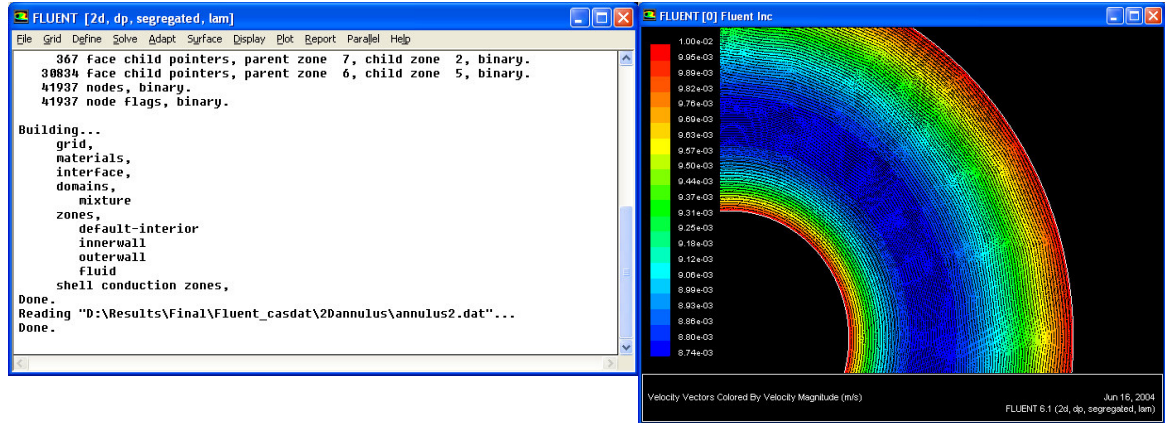 FLUENT [2d, dp, segregated, lam]
File Grid Define Solve Adapt Surface Display Plot Report Parallel Help
367 face child pointers, parent zone 7, child zone 2, binary.
30834 face child pointers, parent zone 6, child zone 5, binary.
41937 nodes, binary.
41937 node flags, binary.
Building...
grid,
materials,
interface,
domains,
mixture
zones,
default-interior
innerwall
outerwall
fluid
shell conduction zones,
Done.
Reading "D:\Results\Final\Fluent_casdat\2Dannulus\annulus2.dat"...
Done.
FLUENT [0] Fluent Inc
1.00e-02
9.95e-03
9.89e-03
9.82e-03
9.76e-03
9.69e-03
9.63e-03
9.57e-03
9.50e-03
9.44e-03
9.37e-03
9.31e-03
9.25e-03
9.18e-03
9.12e-03
9.06e-03
8.99e-03
8.93e-03
8.86e-03
8.80e-03
8.74e-03
Velocity Vectors Colored By Velocity Magnitude (m/s)
Jun 16, 2004
FLUENT 6.1 (2d, dp, segregated, lam)